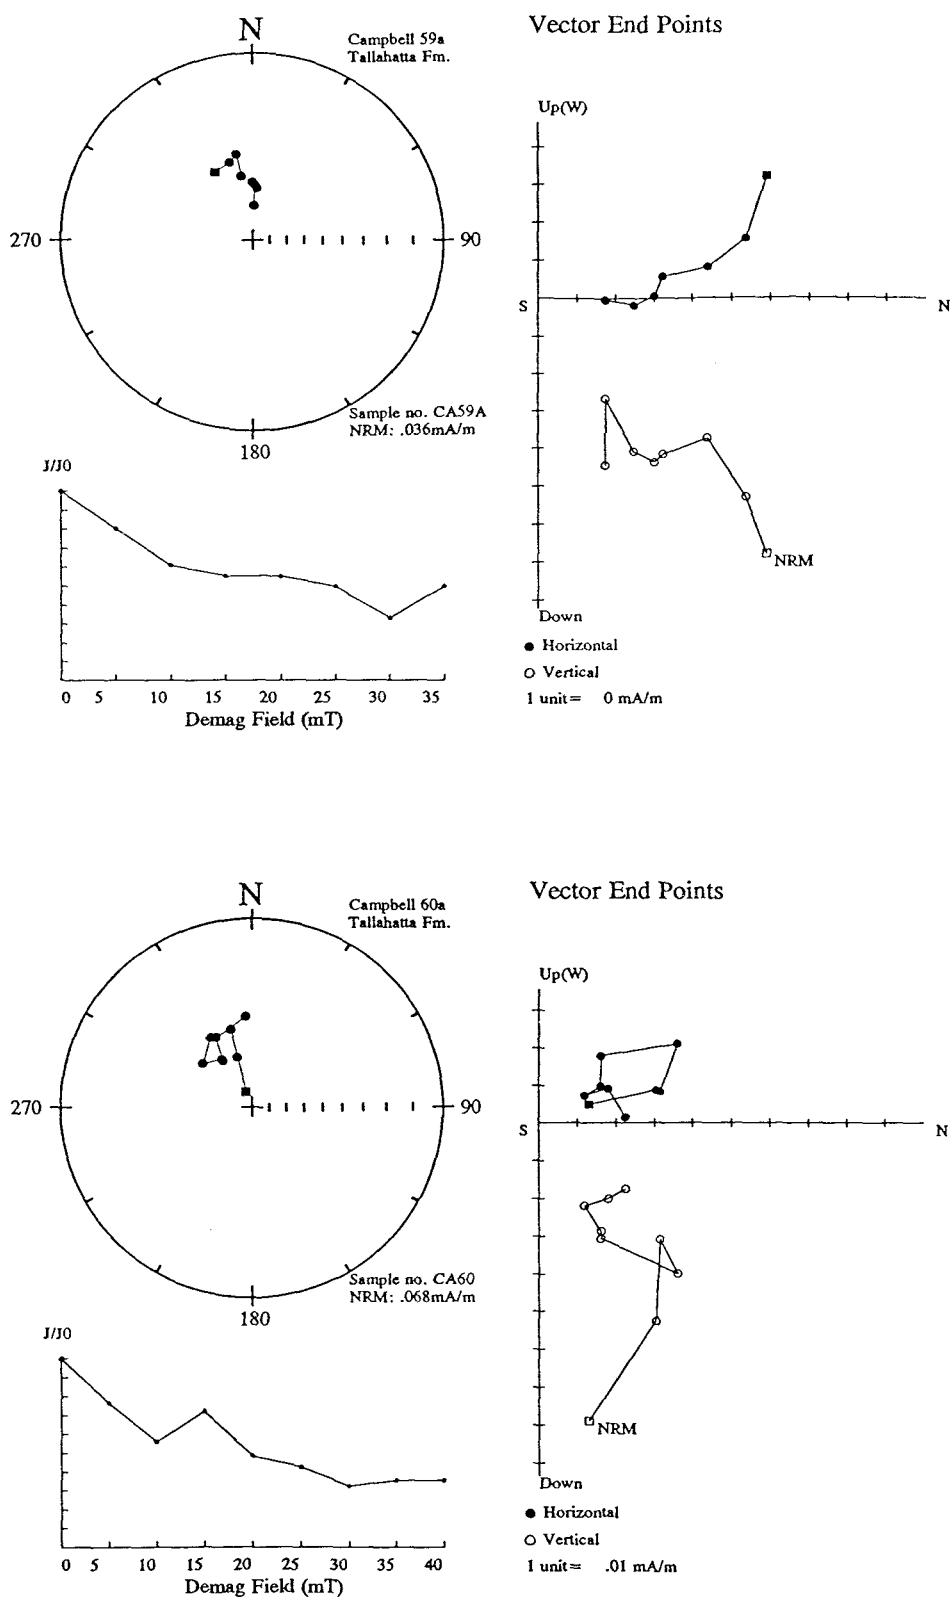 N
Campbell 59a
Tallahatta Fm.
270
90
Sample no. CA59A
NRM: .036mA/m
180
Vector End Points
Up(W)
S
N
NRM
Down
● Horizontal
○ Vertical
1 unit= 0 mA/m
J/J0
0 5 10 15 20 25 30 35
Demag Field (mT)
N
Campbell 60a
Tallahatta Fm.
270
90
Sample no. CA60
NRM: .068mA/m
180
Vector End Points
Up(W)
S
N
NRM
Down
● Horizontal
○ Vertical
1 unit= .01 mA/m
J/J0
0 5 10 15 20 25 30 35 40
Demag Field (mT)